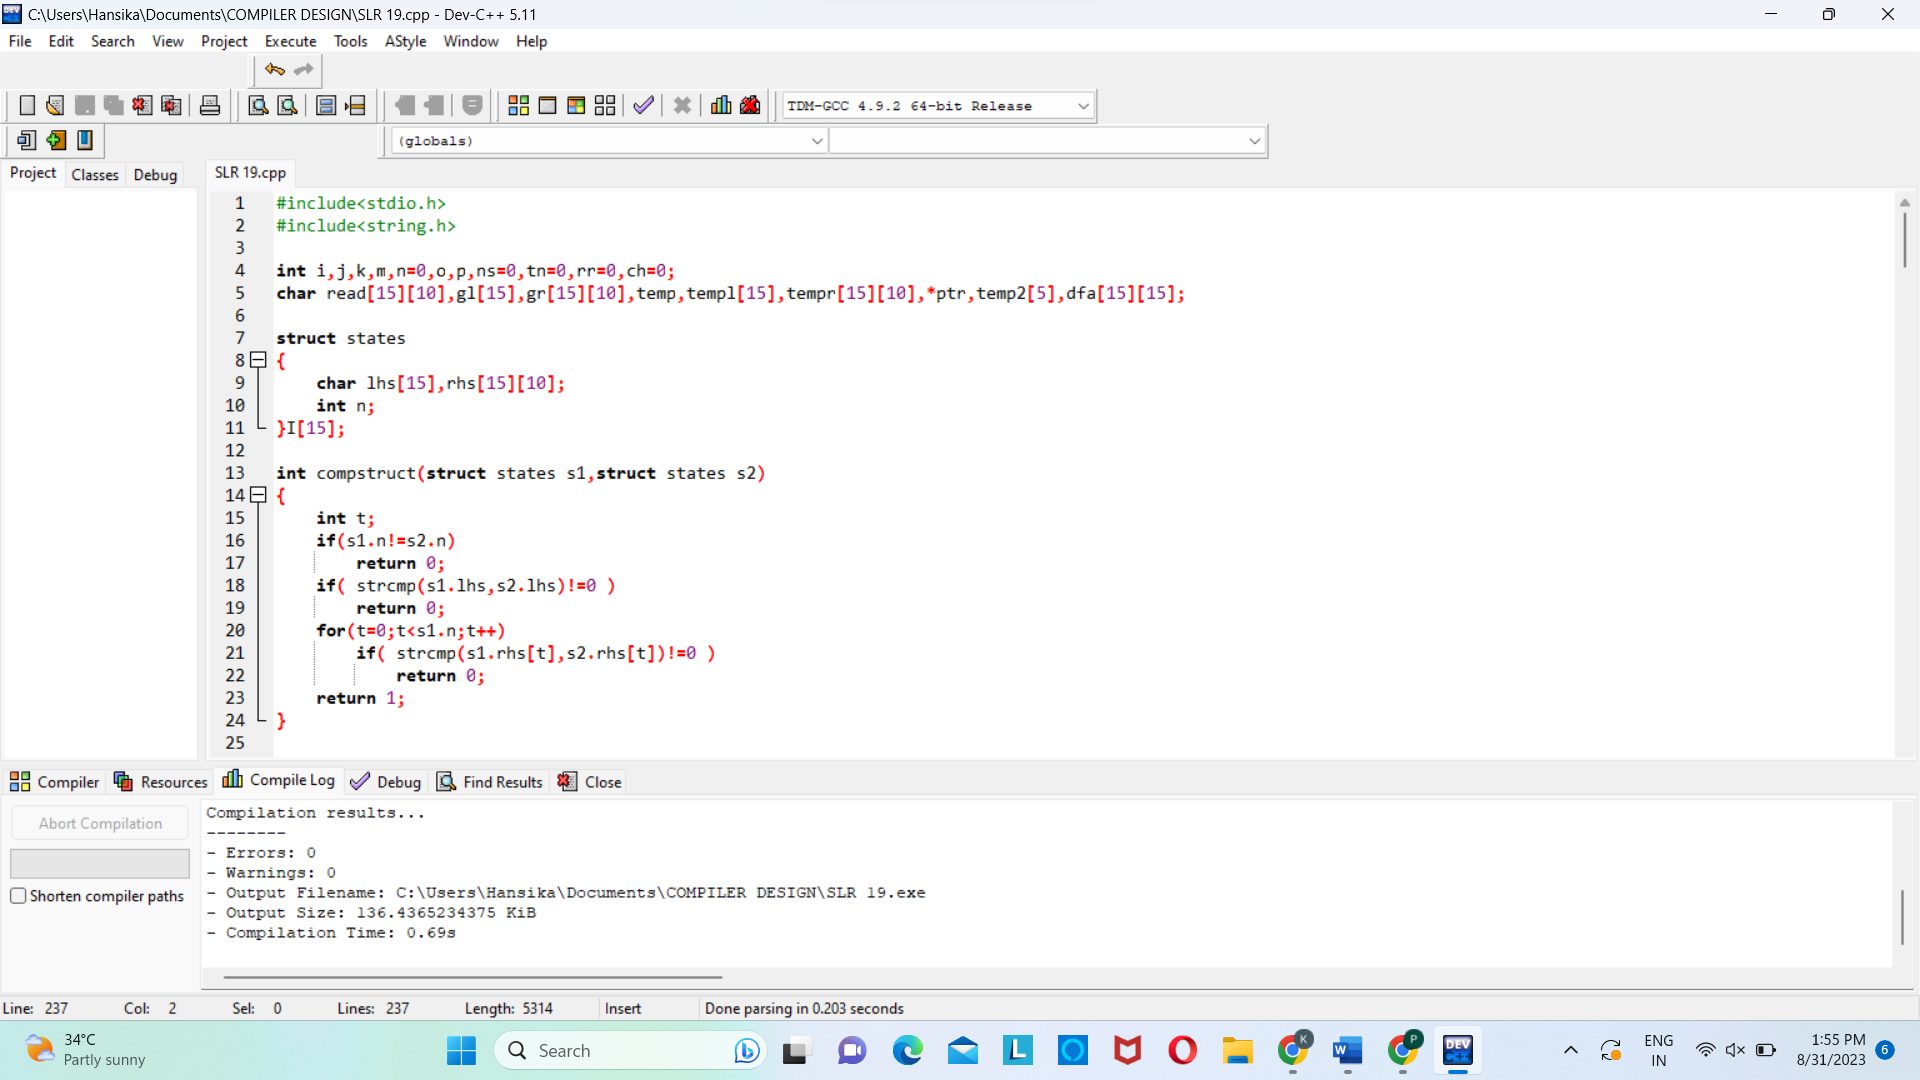 C:\Users\Hansika\Documents\COMPILER DESIGN\SLR 19.cpp - Dev-C++ 5.11
File Edit Search View Project Execute Tools AStyle Window Help
TDM-GCC 4.9.2 64-bit Release
(globals)
Project Classes Debug SLR 19.cpp
1 #include<stdio.h>
2 #include<string.h>
3
4 int i,j,k,m,n=0,o,p,ns=0,tn=0,rr=0,ch=0;
5 char read[15][10],gl[15],gr[15][10],temp,templ[15],tempr[15][10],*ptr,temp2[5],dfa[15][15];
6
7 struct states
8 {
9 char lhs[15],rhs[15][10];
10 int n;
11 }I[15];
12
13 int compstruct(struct states s1,struct states s2)
14 {
15 int t;
16 if(s1.n!=s2.n)
17 return 0;
18 if( strcmp(s1.lhs,s2.lhs)!=0 )
19 return 0;
20 for(t=0;t<s1.n;t++)
21 if( strcmp(s1.rhs[t],s2.rhs[t])!=0 )
22 return 0;
23 return 1;
24 }
25
Compiler Resources Compile Log Debug Find Results Close
Abort Compilation
Shorten compiler paths
Compilation results...
--------
- Errors: 0
- Warnings: 0
- Output Filename: C:\Users\Hansika\Documents\COMPILER DESIGN\SLR 19.exe
- Output Size: 136.4365234375 KiB
- Compilation Time: 0.69s
Line: 237 Col: 2 Sel: 0 Lines: 237 Length: 5314 Insert Done parsing in 0.203 seconds
34°C
Partly sunny
Search
L
W
K
P
DEV
C++
ENG
IN
1:55 PM
8/31/2023
6